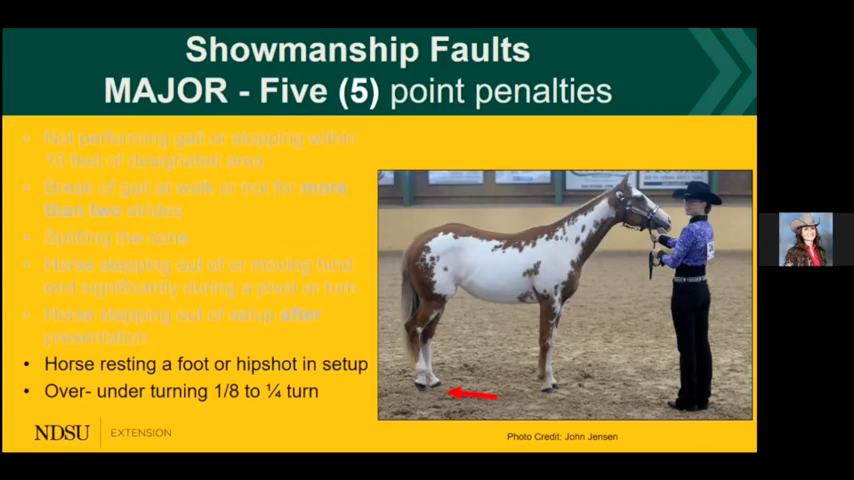 Showmanship Faults
MAJOR - Five (5) point penalties
• Not performing gait or stopping within
10 feet of designated area
• Break of gait at walk or trot for more
than two strides
• Splitting the cone
• Horse stepping out of or moving hind
end significantly during a pivot or turn
• Horse stepping out of setup after
presentation
• Horse resting a foot or hipshot in setup
• Over- under turning 1/8 to ¼ turn
NDSU EXTENSION
Photo Credit: John Jensen